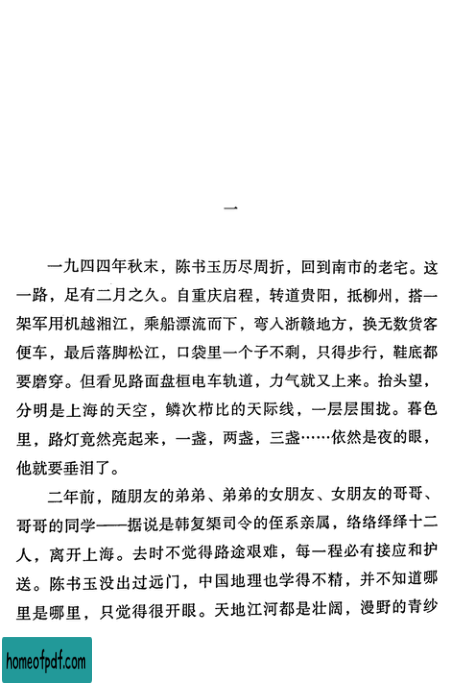 一
一九四四年秋末，陈书玉历尽周折，回到南市的老宅。这
一路，足有二月之久。自重庆启程，转道贵阳，抵柳州，搭一
架军用机越湘江，乘船漂流而下，弯入浙赣地方，换无数货客
便车，最后落脚松江，口袋里一个子不剩，只得步行，鞋底都
要磨穿。但看见路面盘桓电车轨道，力气就又上来。抬头望，
分明是上海的天空，鳞次栉比的天际线，一层层围拢。暮色
里，路灯竟然亮起来，一盏，两盏，三盏……依然是夜的眼，
他就要垂泪了。
二年前，随朋友的弟弟、弟弟的女朋友、女朋友的哥哥、
哥哥的同学——据说是韩复榘司令的侄系亲属，络络绎绎十二
人，离开上海。去时不觉得路途艰难，每一程必有接应和护
送。陈书玉没出过远门，中国地理也学得不精，并不知道哪
里是哪里，只觉得很开眼。天地江河都是壮阔，漫野的青纱
homeofpdf.com